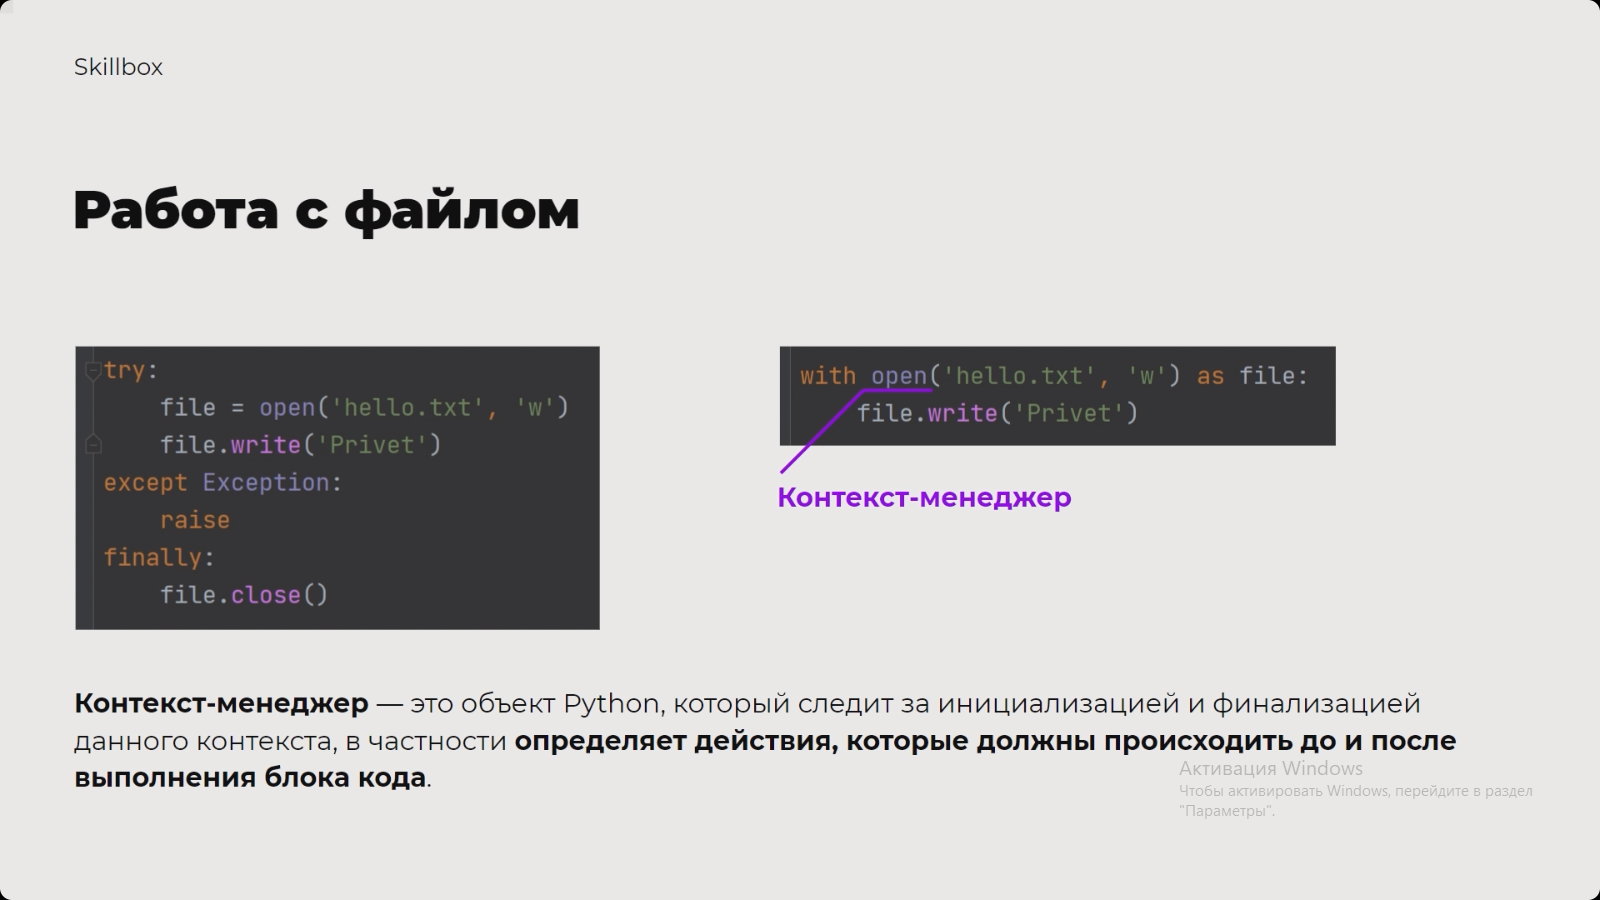 Skillbox
Работа с файлом
try:
    file = open('hello.txt', 'w')
    file.write('Privet')
except Exception:
    raise
finally:
    file.close()
with open('hello.txt', 'w') as file:
    file.write('Privet')
Контекст-менеджер
Контекст-менеджер — это объект Python, который следит за инициализацией и финализацией
данного контекста, в частности определяет действия, которые должны происходить до и после
выполнения блока кода.
Активация Windows
Чтобы активировать Windows, перейдите в раздел
"Параметры".